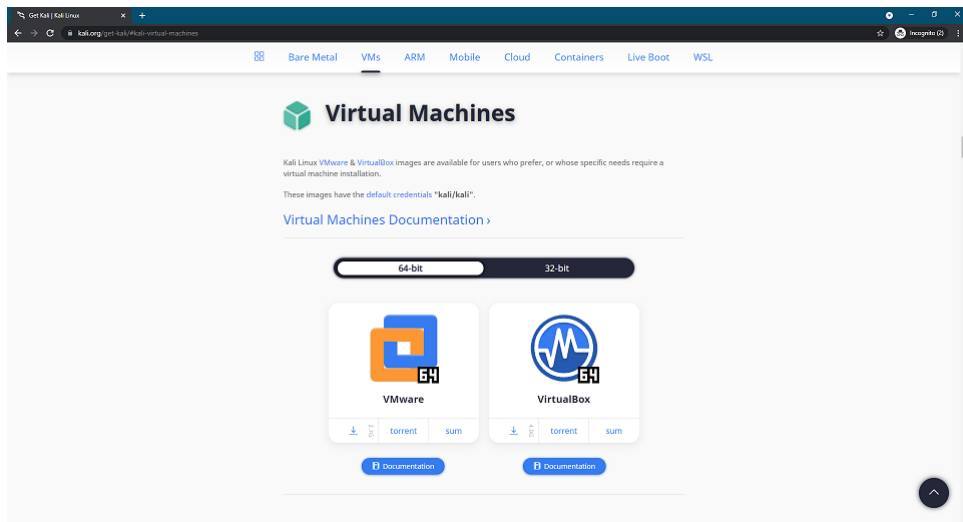 Get Kali | Kali Linux
kali.org/get-kali/#kali-virtual-machines
Incognito (2)
Bare Metal VMs ARM Mobile Cloud Containers Live Boot WSL
Virtual Machines
Kali Linux VMware & VirtualBox images are available for users who prefer, or whose specific needs require a
virtual machine installation.
These images have the default credentials "kali/kali".
Virtual Machines Documentation ›
64-bit 32-bit
64 64
VMware VirtualBox
torrent sum torrent sum
Documentation Documentation